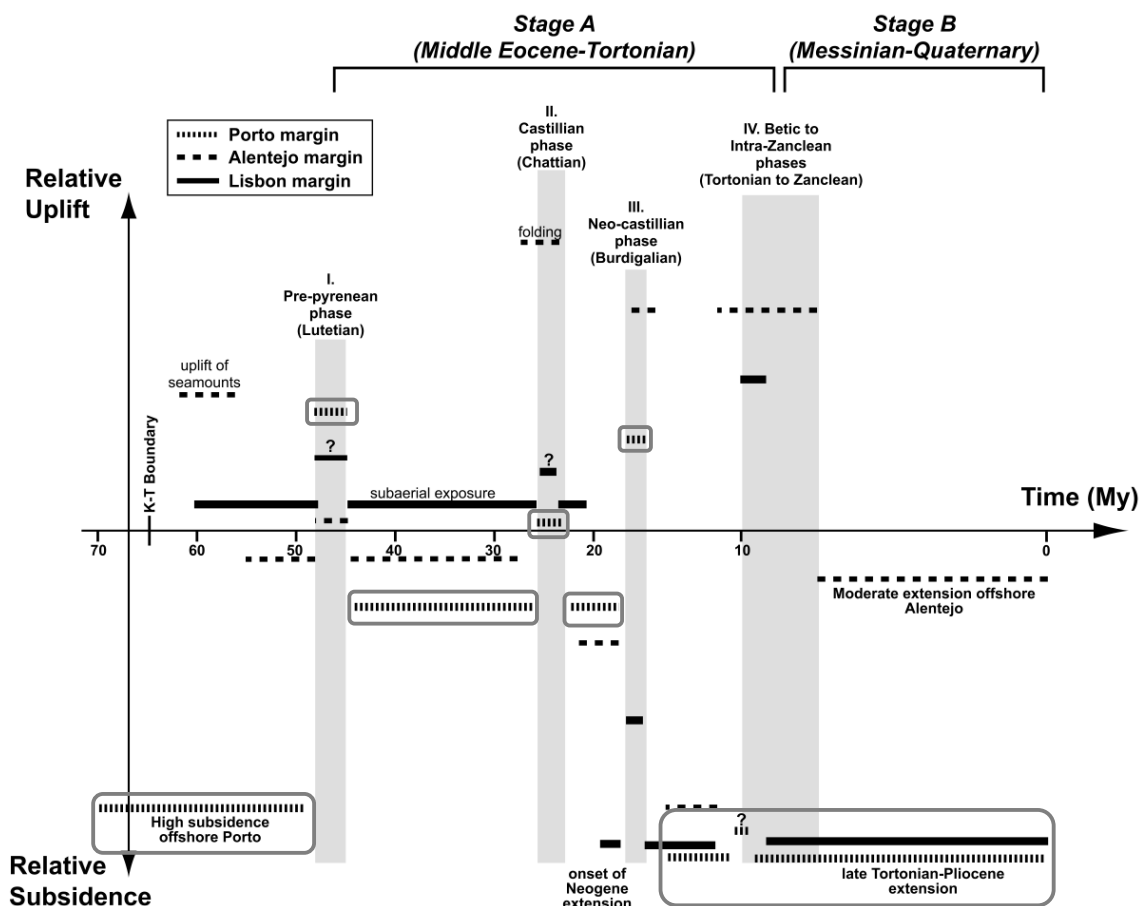 Stage A
(Middle Eocene-Tortonian)
Stage B
(Messinian-Quaternary)
Porto margin
Alentejo margin
Lisbon margin
II.
Castillian
phase
(Chattian)
IV. Betic to
Intra-Zanclean
phases
(Tortonian to Zanclean)
Relative
Uplift
III.
Neo-castillian
phase
(Burdigalian)
folding
I.
Pre-pyrenean
phase
(Lutetian)
uplift of
seamounts
K-T Boundary
?
?
subaerial exposure
Time (My)
70
60
50
40
30
20
10
0
Moderate extension offshore
Alentejo
High subsidence
offshore Porto
?
Relative
Subsidence
onset of
Neogene
extension
late Tortonian-Pliocene
extension